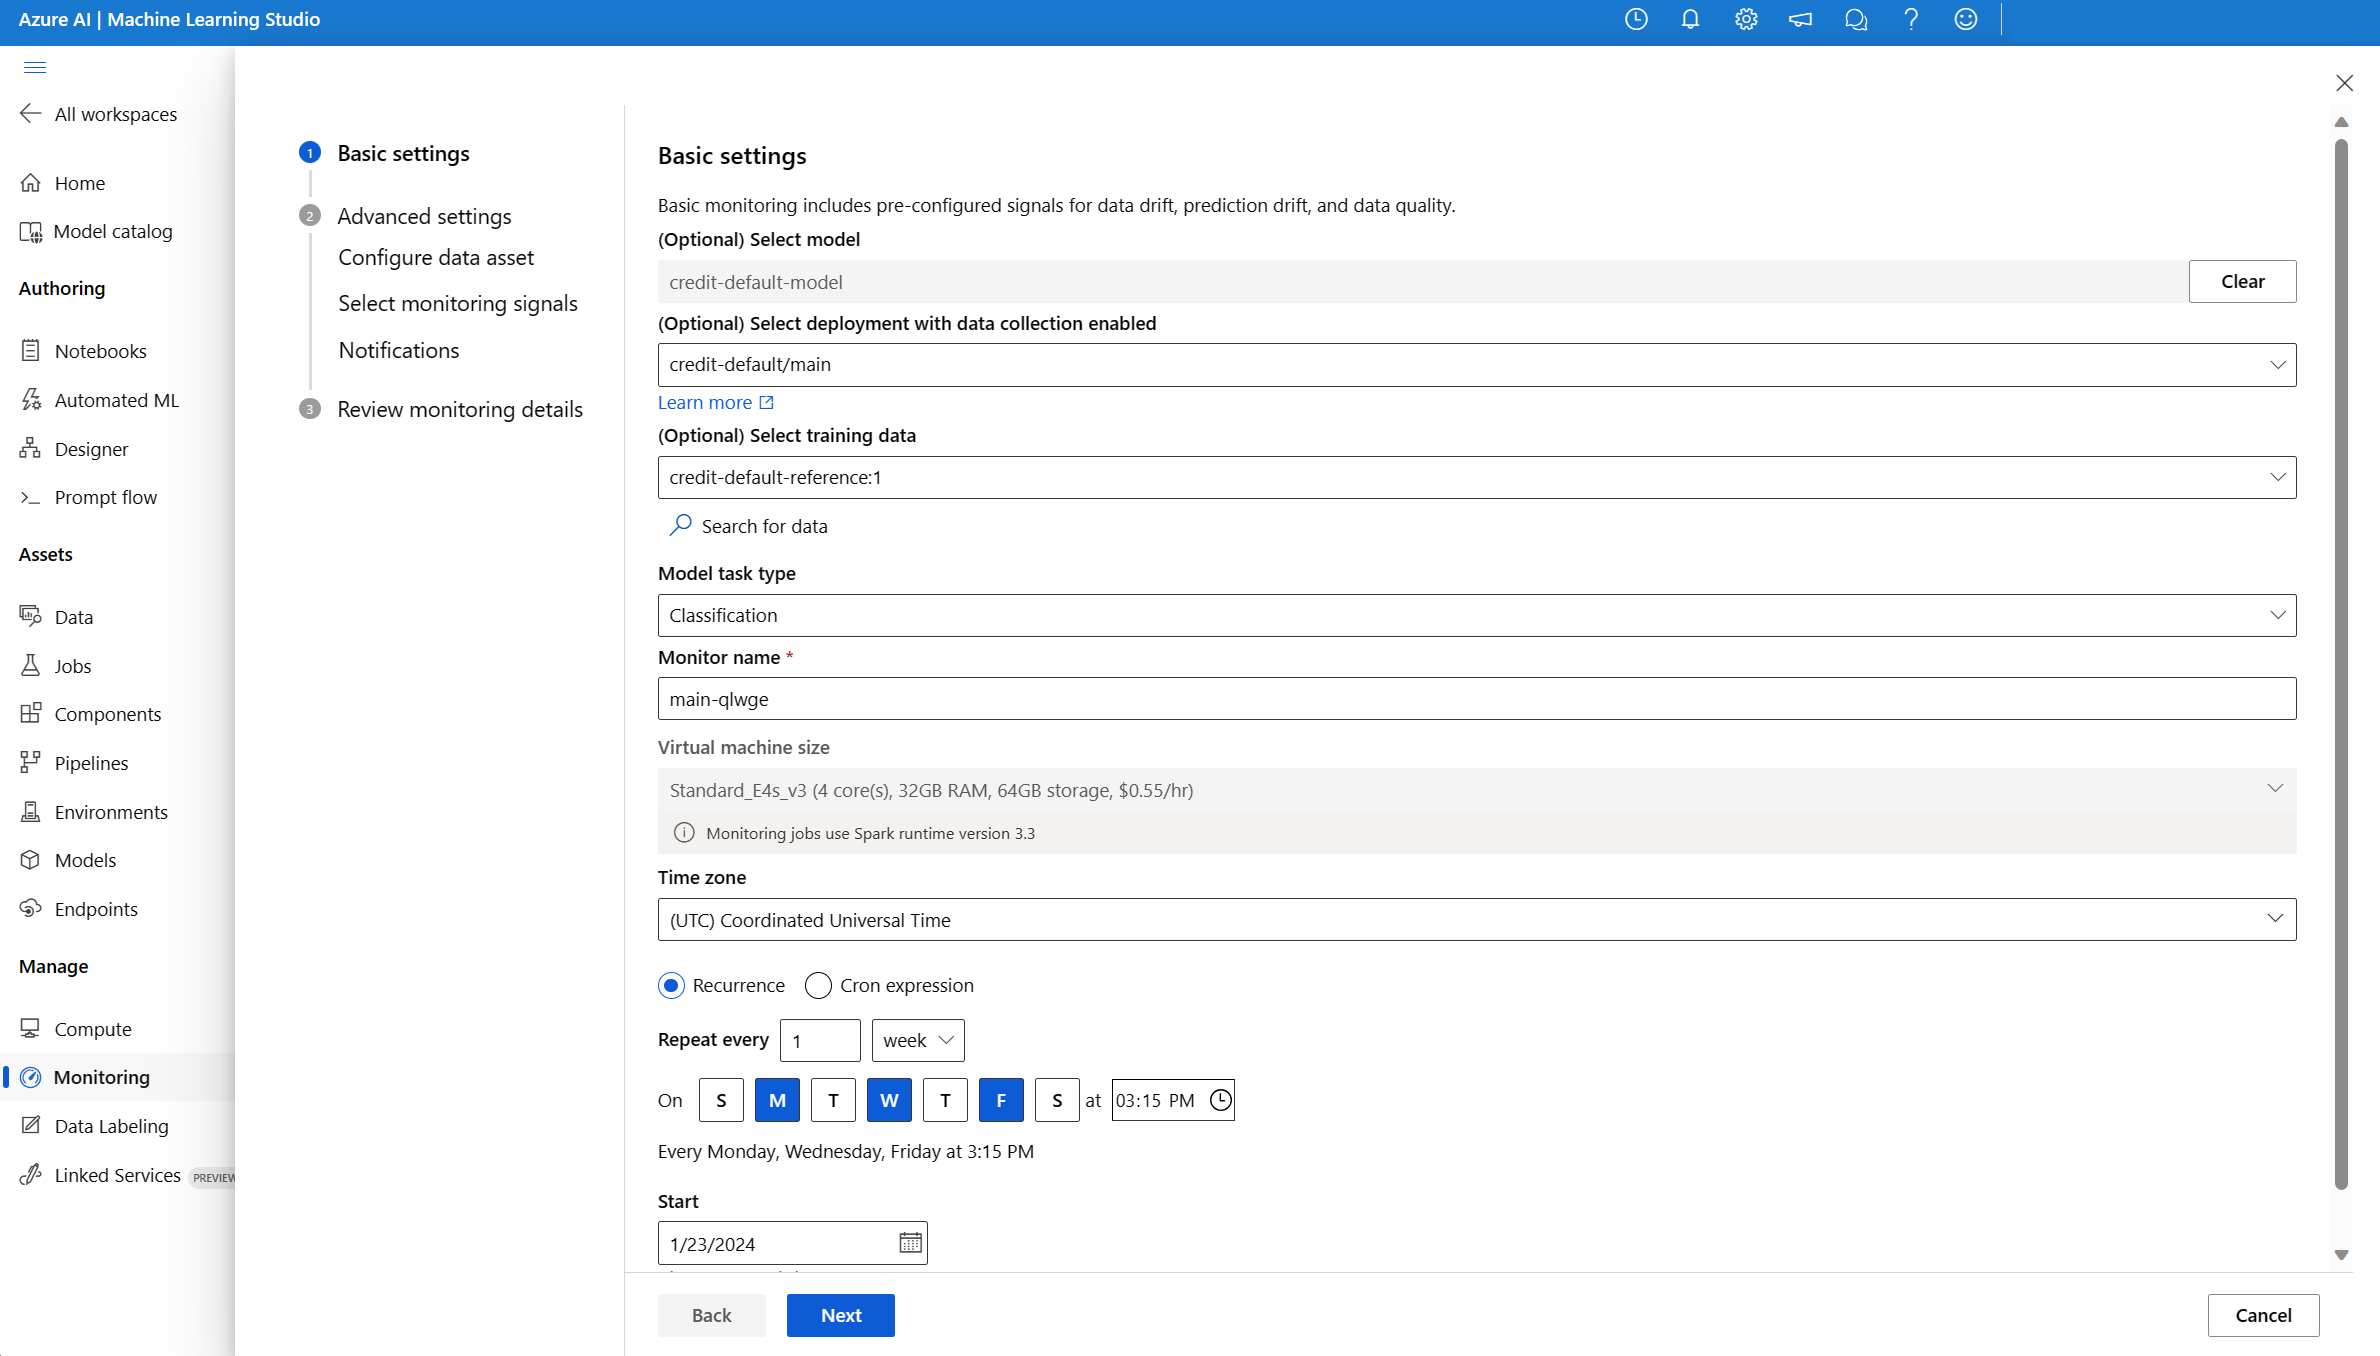 Azure AI | Machine Learning Studio
All workspaces
Home
Model catalog
Authoring
Notebooks
Automated ML
Designer
Prompt flow
Assets
Data
Jobs
Components
Pipelines
Environments
Models
Endpoints
Manage
Compute
Monitoring
Data Labeling
Linked Services PREVIEW
1 Basic settings
2 Advanced settings
Configure data asset
Select monitoring signals
Notifications
3 Review monitoring details
Basic settings
Basic monitoring includes pre-configured signals for data drift, prediction drift, and data quality.
(Optional) Select model
credit-default-model Clear
(Optional) Select deployment with data collection enabled
credit-default/main
Learn more
(Optional) Select training data
credit-default-reference:1
Search for data
Model task type
Classification
Monitor name *
main-qlwge
Virtual machine size
Standard_E4s_v3 (4 core(s), 32GB RAM, 64GB storage, $0.55/hr)
Monitoring jobs use Spark runtime version 3.3
Time zone
(UTC) Coordinated Universal Time
Recurrence Cron expression
Repeat every 1 week
On S M T W T F S at 03:15 PM
Every Monday, Wednesday, Friday at 3:15 PM
Start
1/23/2024
Back Next Cancel